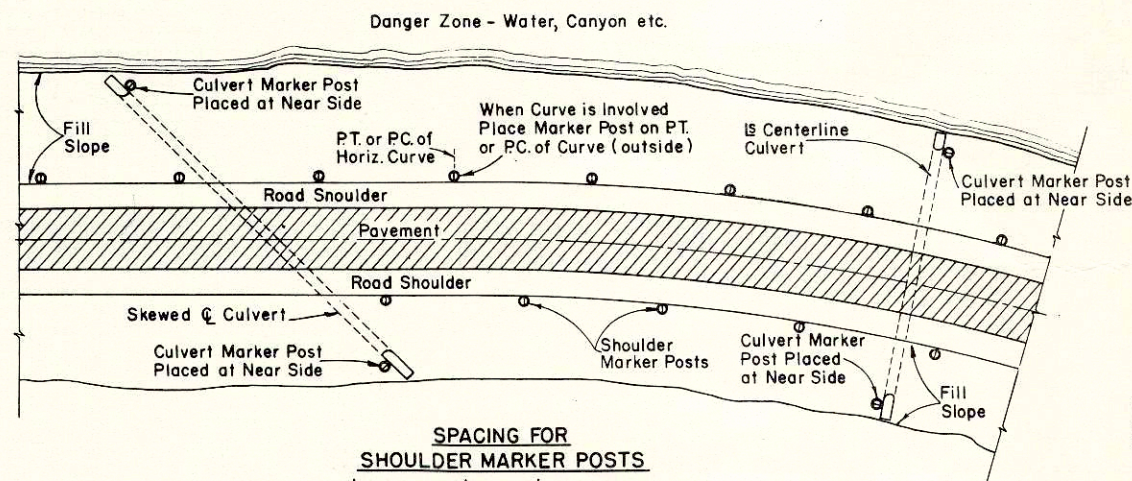 Danger Zone - Water, Canyon etc.
Culvert Marker Post
Placed at Near Side
When Curve is Involved
Place Marker Post on P.T.
or P.C. of Curve (outside)
P.T. or P.C. of
Horiz. Curve
Fill
Slope
Ls Centerline
Culvert
Culvert Marker Post
Placed at Near Side
Road Snoulder
Pavement
Road Shoulder
Skewed ℄ Culvert
Culvert Marker Post
Placed at Near Side
Shoulder
Marker Posts
Culvert Marker
Post Placed
at Near Side
Fill
Slope
SPACING FOR
SHOULDER MARKER POSTS